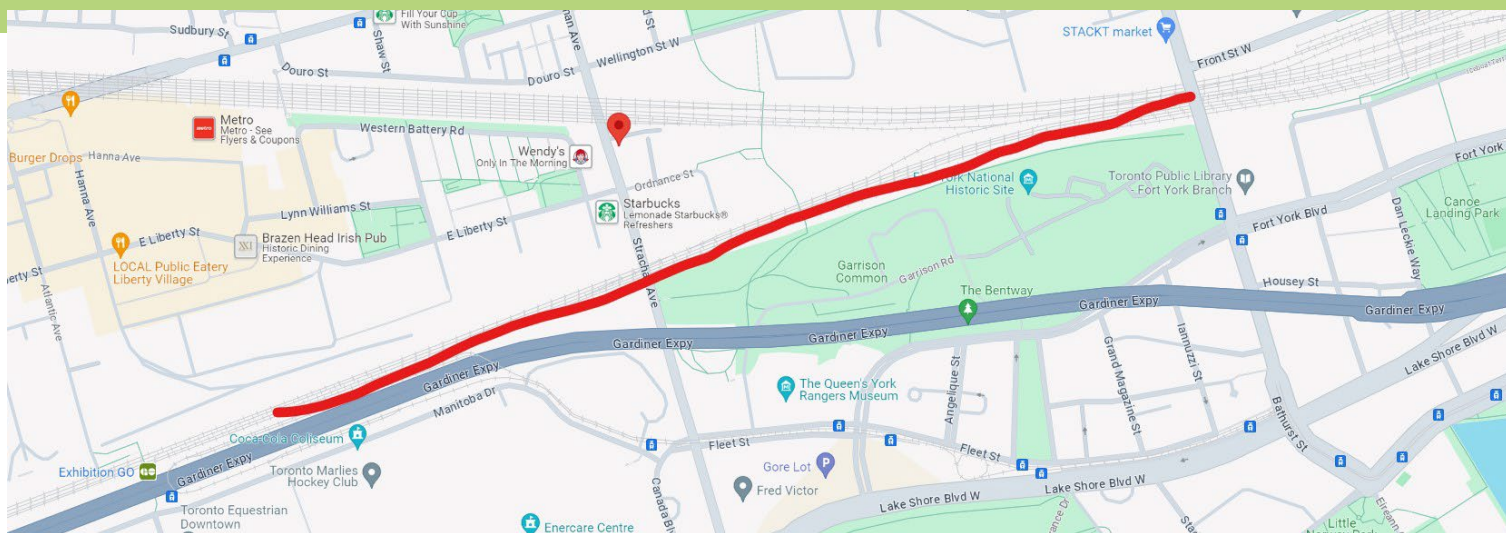 Fill Your Cup
With Sunshine
Sudbury St
Shaw St
Douro St
Douro St
Wellington St W
STACKT market
Front St W
Metro
Metro - See
Flyers & Coupons
Western Battery Rd
Burger Drops
Hanna Ave
Hanna Ave
Wendy's
Only In The Morning
Ordnance St
Toronto Public Library
- Fort York Branch
Fort York
National
Historic Site
Starbucks
Lemonade Starbucks®
Refreshers
Lynn Williams St
E Liberty St
E Liberty St
Brazen Head Irish Pub
Historic Dining
Experience
LOCAL Public Eatery
Liberty Village
Atlantic Ave
Strachan Ave
Garrison
Common
Garrison Rd
The Bentway
Fort York Blvd
Dan Leckie Way
Canoe
Landing Park
Housey St
Gardiner Expy
Gardiner Expy
Gardiner Expy
Gardiner Expy
Gardiner Expy
Gardiner Expy
Manitoba Dr
The Queen's York
Rangers Museum
Angelique St
Grand Magazine St
Iannuzzi St
Bathurst St
Lake Shore Blvd W
Coca-Cola Coliseum
Fleet St
Fleet St
Exhibition GO
GO
Toronto Marlies
Hockey Club
Gore Lot
P
Fred Victor
Lake Shore Blvd W
Lake Shore Blvd W
Toronto Equestrian
Downtown
Enercare Centre
Little